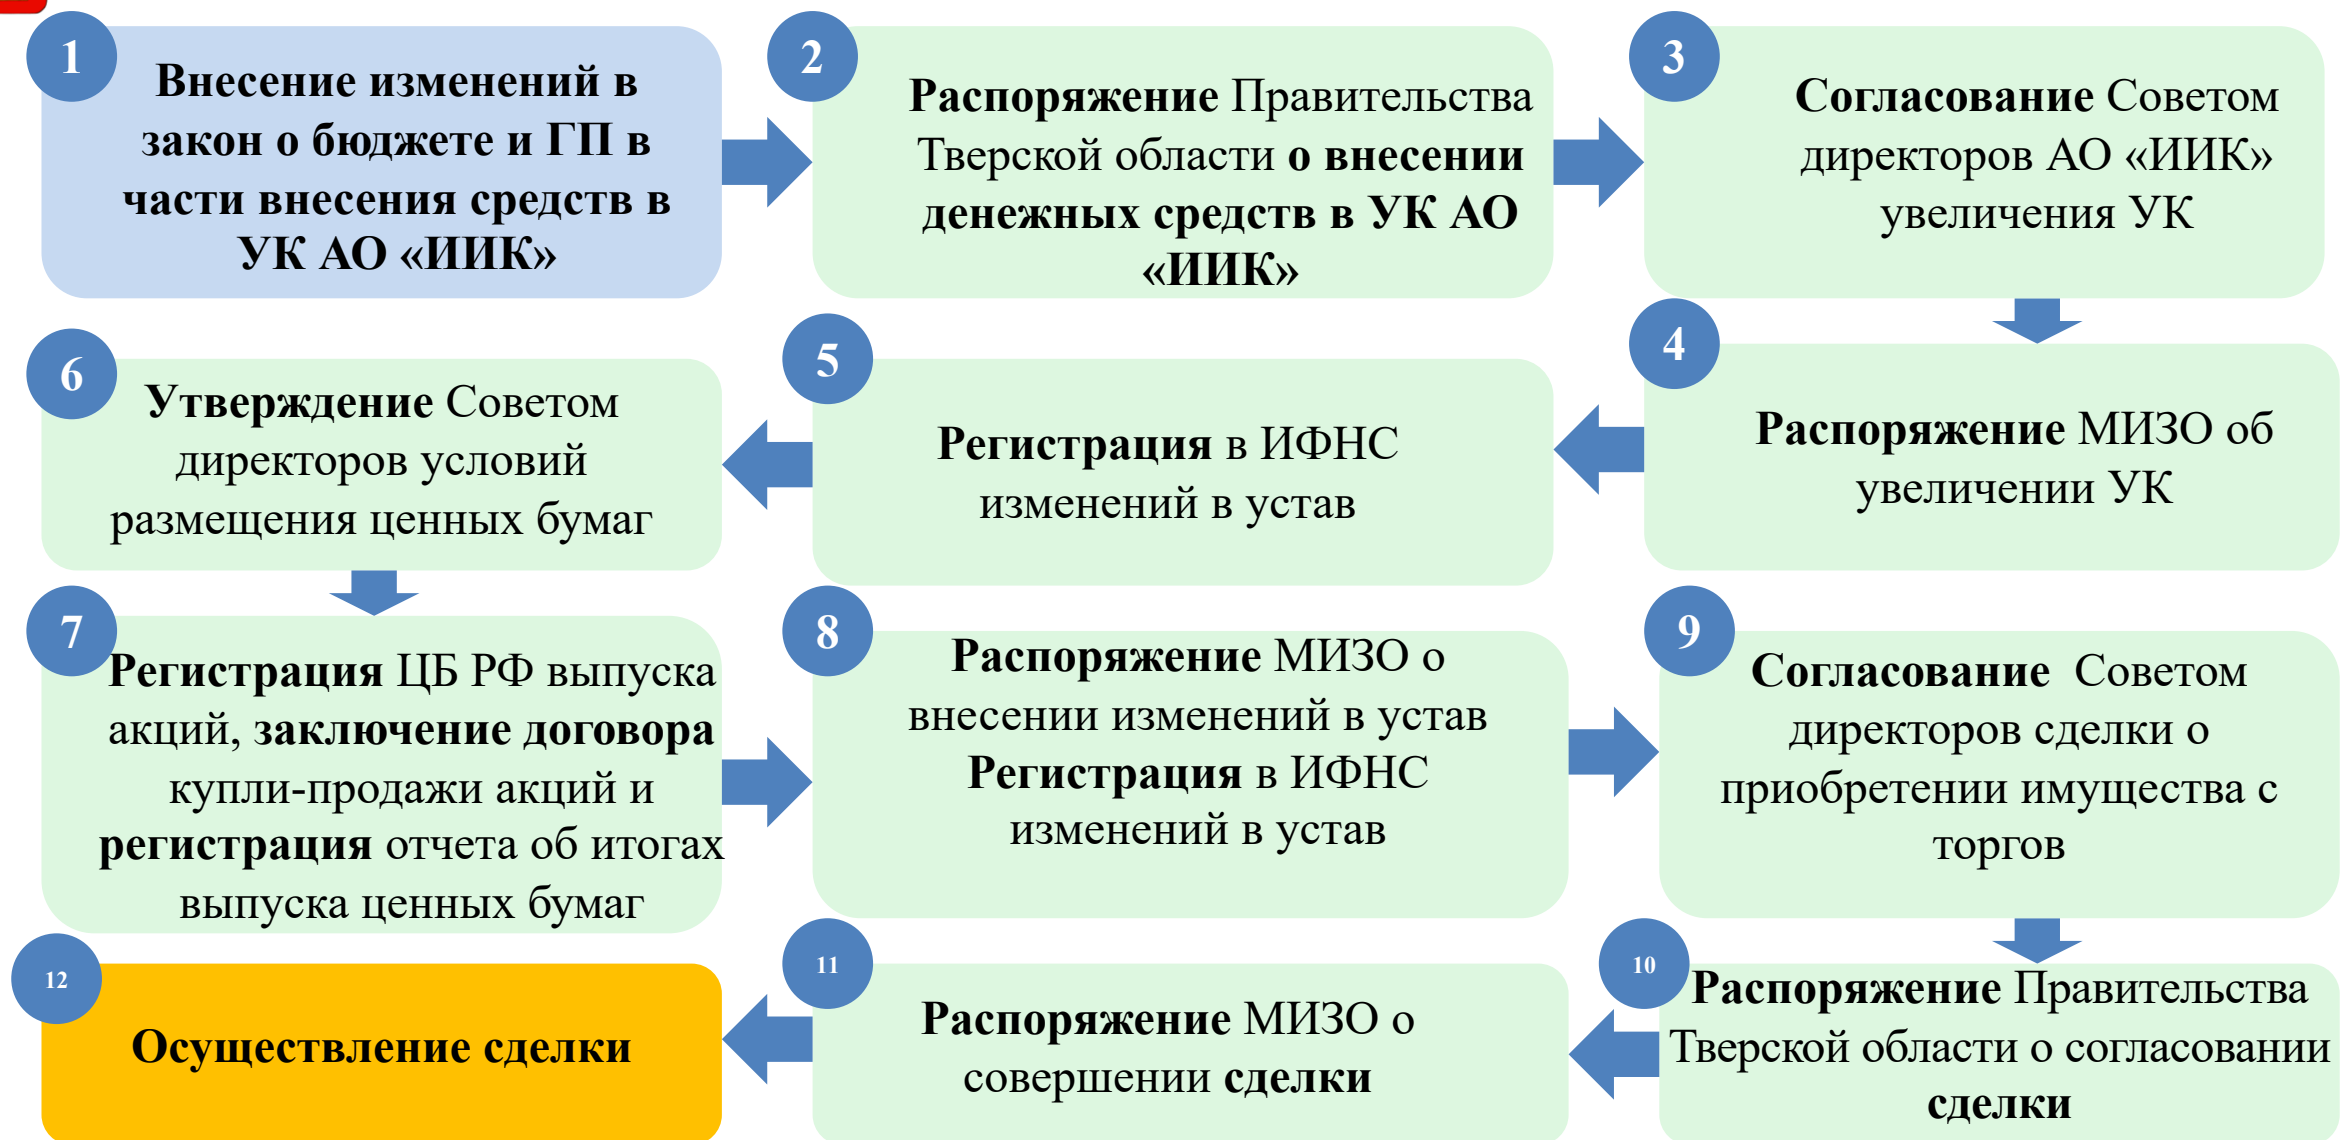 1
Внесение изменений в
закон о бюджете и ГП в
части внесения средств в
УК АО «ИИК»
2
Распоряжение Правительства
Тверской области о внесении
денежных средств в УК АО
«ИИК»
3
Согласование Советом
директоров АО «ИИК»
увеличения УК
4
Распоряжение МИЗО об
увеличении УК
5
Регистрация в ИФНС
изменений в устав
6
Утверждение Советом
директоров условий
размещения ценных бумаг
7
Регистрация ЦБ РФ выпуска
акций, заключение договора
купли-продажи акций и
регистрация отчета об итогах
выпуска ценных бумаг
8
Распоряжение МИЗО о
внесении изменений в устав
Регистрация в ИФНС
изменений в устав
9
Согласование Советом
директоров сделки о
приобретении имущества с
торгов
10
Распоряжение Правительства
Тверской области о согласовании
сделки
11
Распоряжение МИЗО о
совершении сделки
12
Осуществление сделки